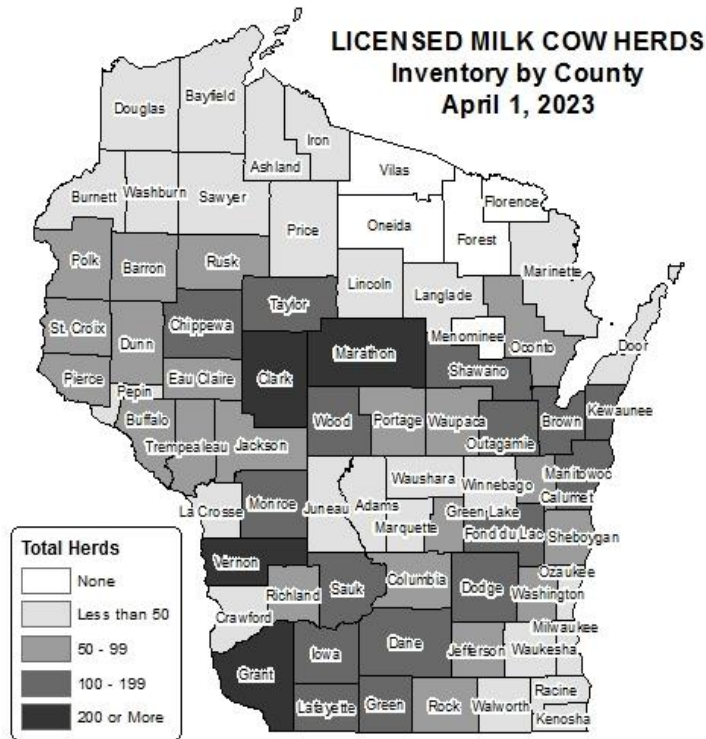 LICENSED MILK COW HERDS
Inventory by County
April 1, 2023
Douglas
Bayfield
Iron
Ashland
Vilas
Burnett
Washburn
Sawyer
Florence
Price
Oneida
Forest
Polk
Barron
Rusk
Marinette
Lincoln
Langlade
Taylor
Chippewa
St. Croix
Dunn
Menominee
Oconto
Door
Marathon
Shawano
Clark
Pierce
Pepin
Eau Claire
Buffalo
Wood
Portage
Waupaca
Brown
Kewaunee
Outagamie
Trempealeau
Jackson
Waushara
Winnebago
Manitowoc
Calumet
La Crosse
Monroe
Juneau
Adams
Marquette
Green Lake
Fond du Lac
Sheboygan
Vernon
Richland
Sauk
Columbia
Dodge
Ozaukee
Washington
Crawford
Milwaukee
Iowa
Dane
Jefferson
Waukesha
Grant
Lafayette
Green
Rock
Walworth
Racine
Kenosha
Total Herds
None
Less than 50
50 - 99
100 - 199
200 or More